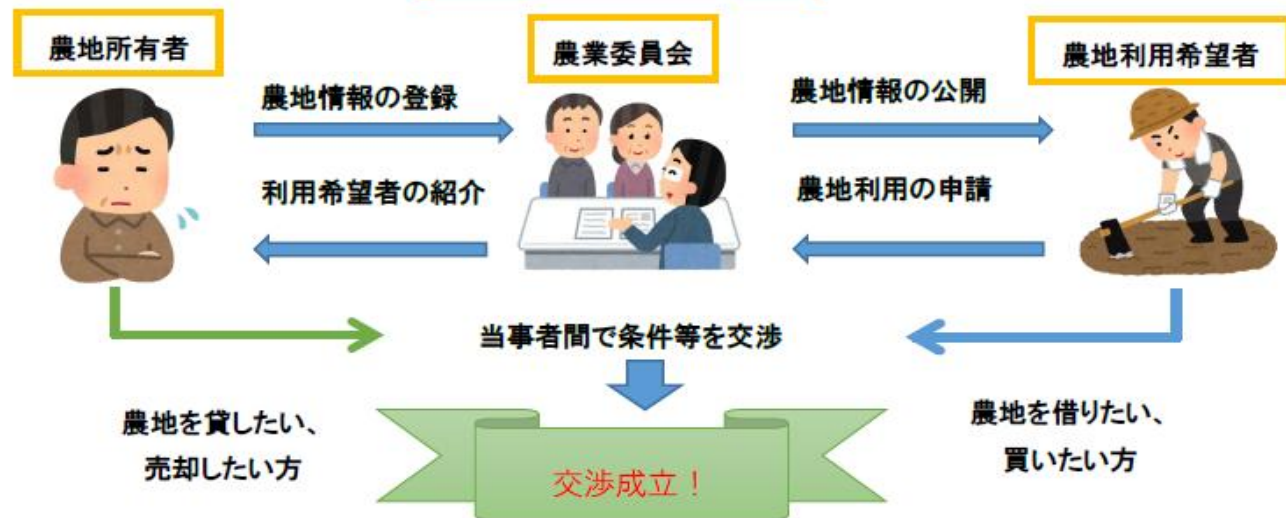 農地所有者
農業委員会
農地利用希望者
農地情報の登録
農地情報の公開
利用希望者の紹介
農地利用の申請
当事者間で条件等を交渉
農地を貸したい、
売却したい方
農地を借りたい、
買いたい方
交渉成立！